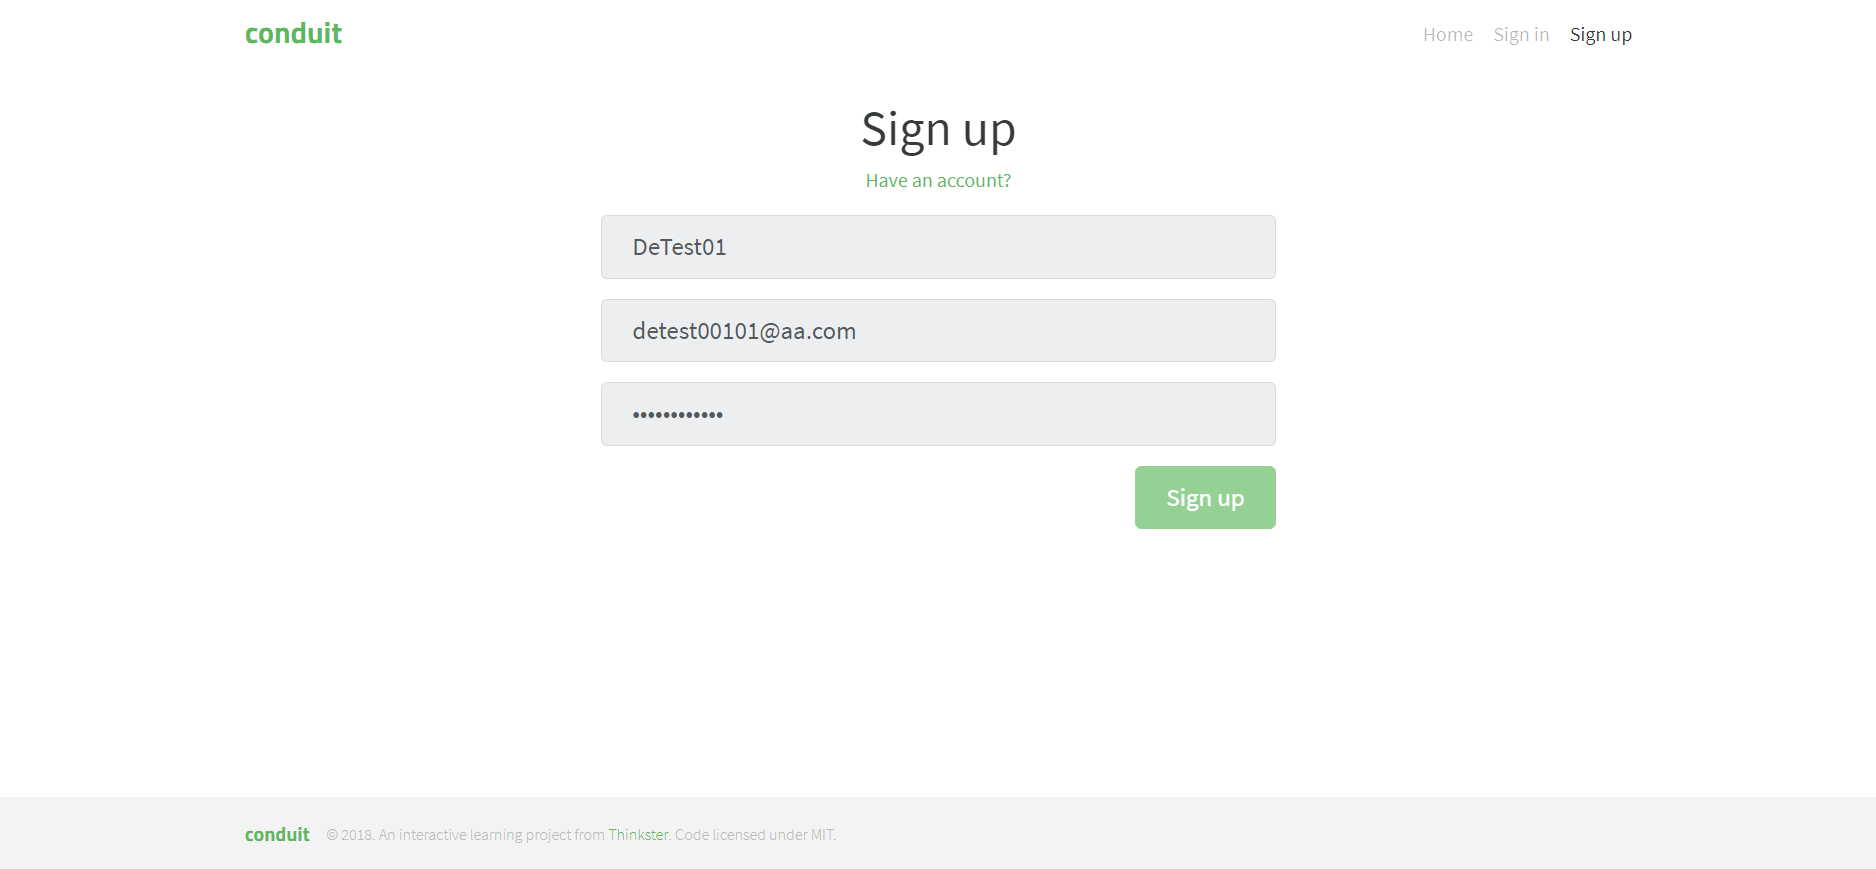 conduit
Home Sign in Sign up
Sign up
Have an account?
DeTest01
detest00101@aa.com
••••••••••••
Sign up
conduit © 2018. An interactive learning project from Thinkster. Code licensed under MIT.